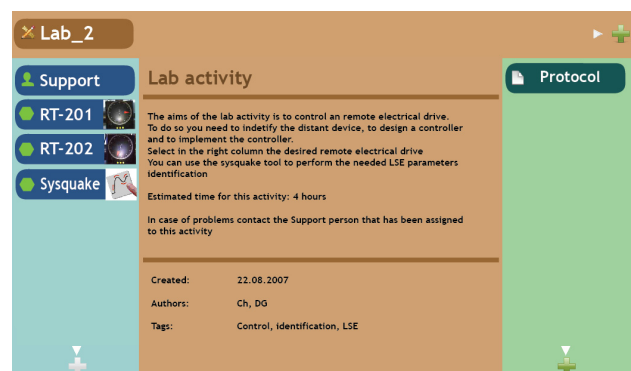 Lab_2
Support
RT-201
RT-202
Sysquake
Lab activity
The aims of the lab activity is to control an remote electrical drive.
To do so you need to indetify the distant device, to design a controller
and to implement the controller.
Select in the right column the desired remote electrical drive
You can use the sysquake tool to perform the needed LSE parameters
identification
Estimated time for this activity: 4 hours
In case of problems contact the Support person that has been assigned
to this activity
Created: 22.08.2007
Authors: Ch, DG
Tags: Control, identification, LSE
Protocol